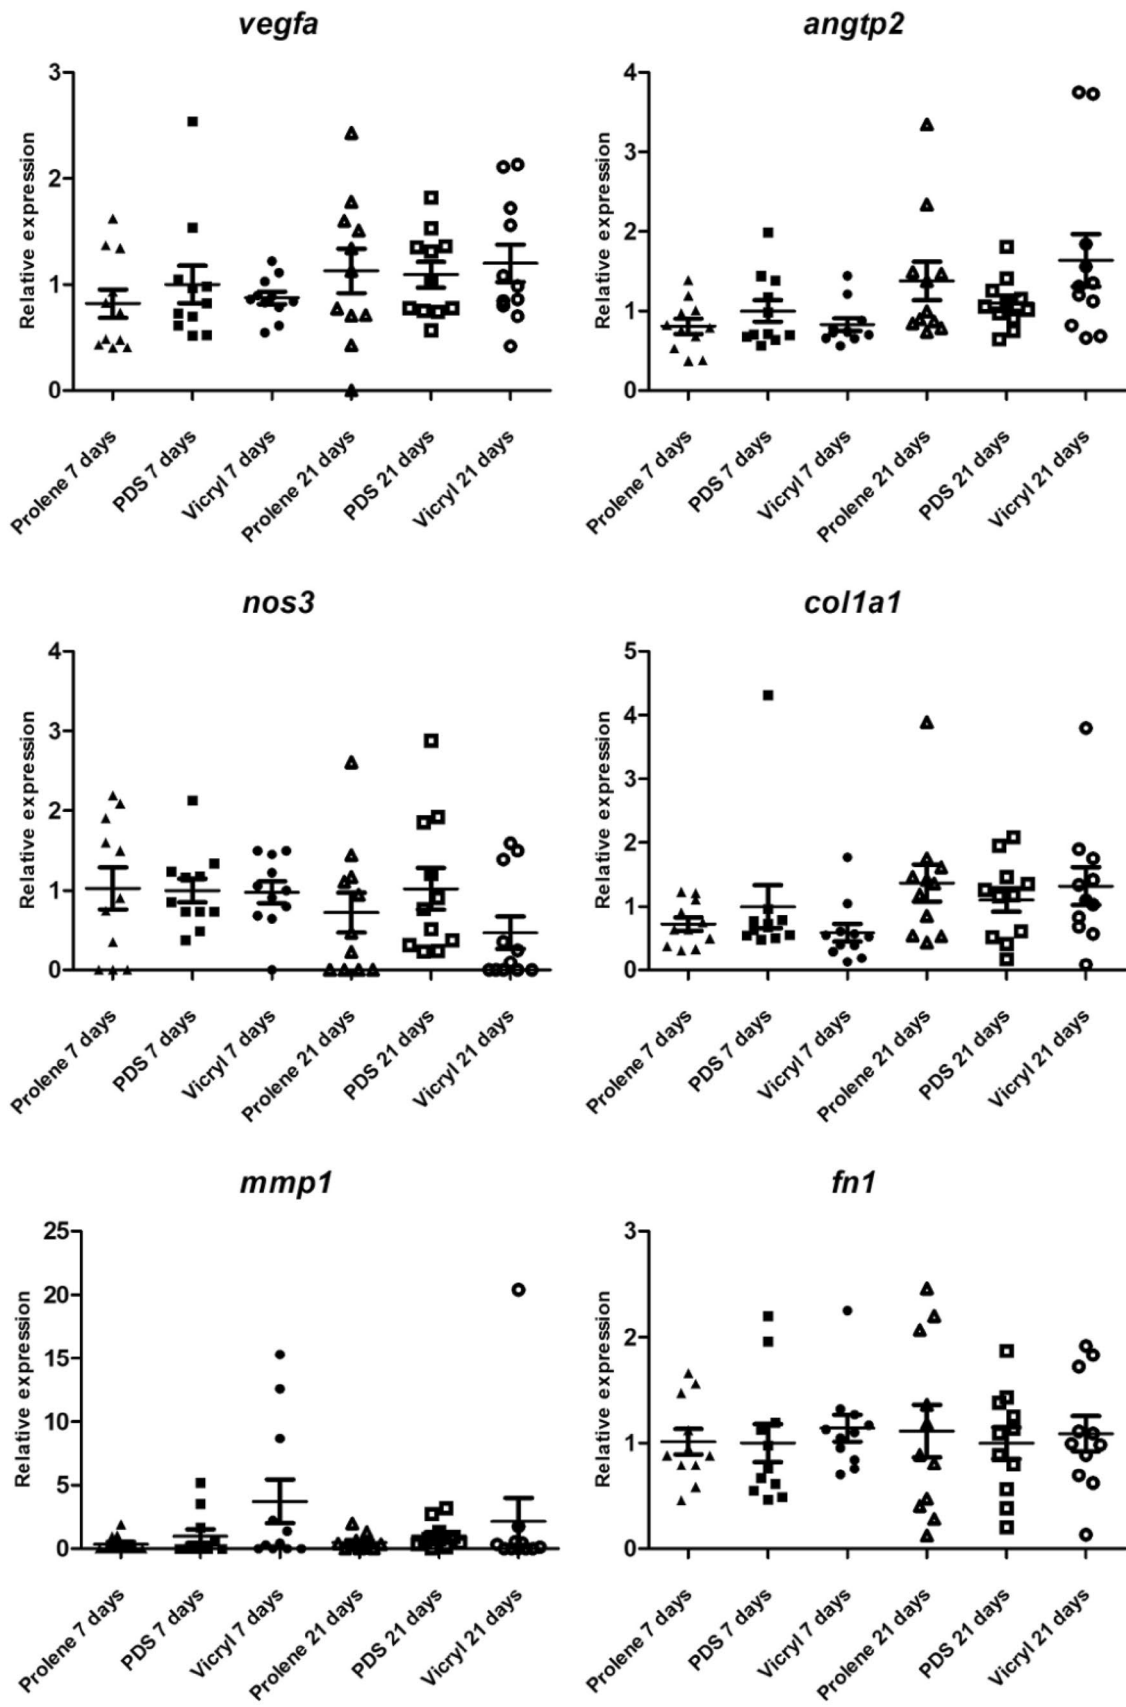 vegfa
angtp2
3
2
1
0
Relative expression
Prolene 7 days
PDS 7 days
Vicryl 7 days
Prolene 21 days
PDS 21 days
Vicryl 21 days
4
3
2
1
0
Relative expression
Prolene 7 days
PDS 7 days
Vicryl 7 days
Prolene 21 days
PDS 21 days
Vicryl 21 days
nos3
col1a1
4
3
2
1
0
Relative expression
Prolene 7 days
PDS 7 days
Vicryl 7 days
Prolene 21 days
PDS 21 days
Vicryl 21 days
5
4
3
2
1
0
Relative expression
Prolene 7 days
PDS 7 days
Vicryl 7 days
Prolene 21 days
PDS 21 days
Vicryl 21 days
mmp1
fn1
25
20
15
10
5
0
Relative expression
Prolene 7 days
PDS 7 days
Vicryl 7 days
Prolene 21 days
PDS 21 days
Vicryl 21 days
3
2
1
0
Relative expression
Prolene 7 days
PDS 7 days
Vicryl 7 days
Prolene 21 days
PDS 21 days
Vicryl 21 days